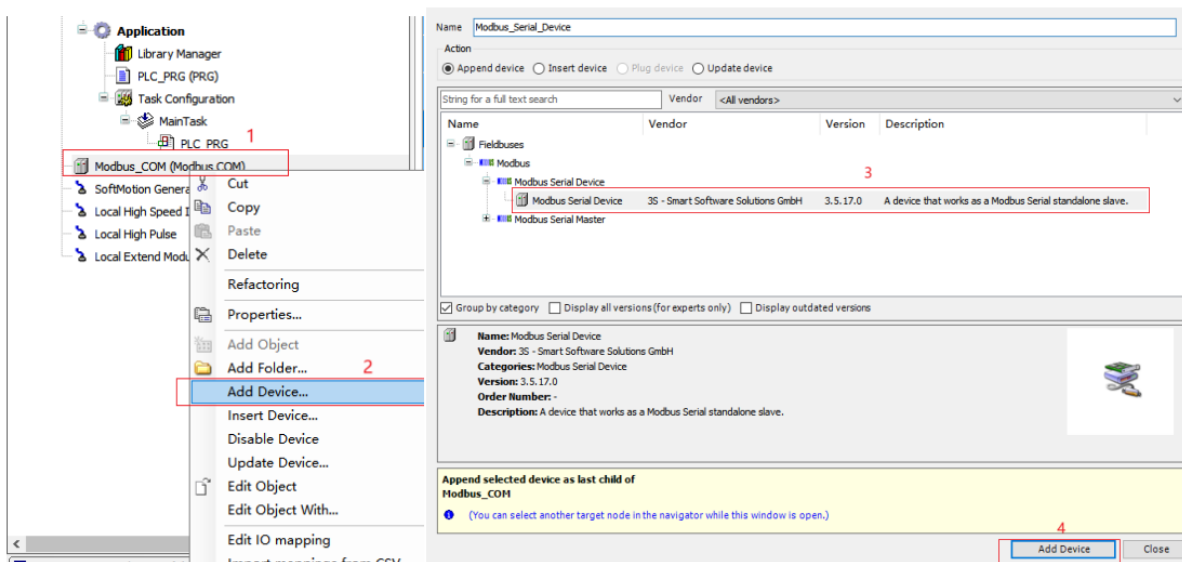 Application
Library Manager
PLC_PRG (PRG)
Task Configuration
MainTask
PLC_PRG
1
Modbus_COM (Modbus COM)
SoftMotion Genera
Local High Speed I
Local High Pulse
Local Extend Modu
Cut
Copy
Paste
Delete
Refactoring
Properties...
Add Object
Add Folder...
2
Add Device...
Insert Device...
Disable Device
Update Device...
Edit Object
Edit Object With...
Edit IO mapping
Import mappings from CSV
Name Modbus_Serial_Device
Action
Append device Insert device Plug device Update device
String for a full text search Vendor <All vendors>
Name Vendor Version Description
Fieldbuses
Modbus
3
Modbus Serial Device
Modbus Serial Device 3S - Smart Software Solutions GmbH 3.5.17.0 A device that works as a Modbus Serial standalone slave.
Modbus Serial Master
Group by category Display all versions (for experts only) Display outdated versions
Name: Modbus Serial Device
Vendor: 3S - Smart Software Solutions GmbH
Categories: Modbus Serial Device
Version: 3.5.17.0
Order Number: -
Description: A device that works as a Modbus Serial standalone slave.
Append selected device as last child of
Modbus_COM
(You can select another target node in the navigator while this window is open.)
4
Add Device Close